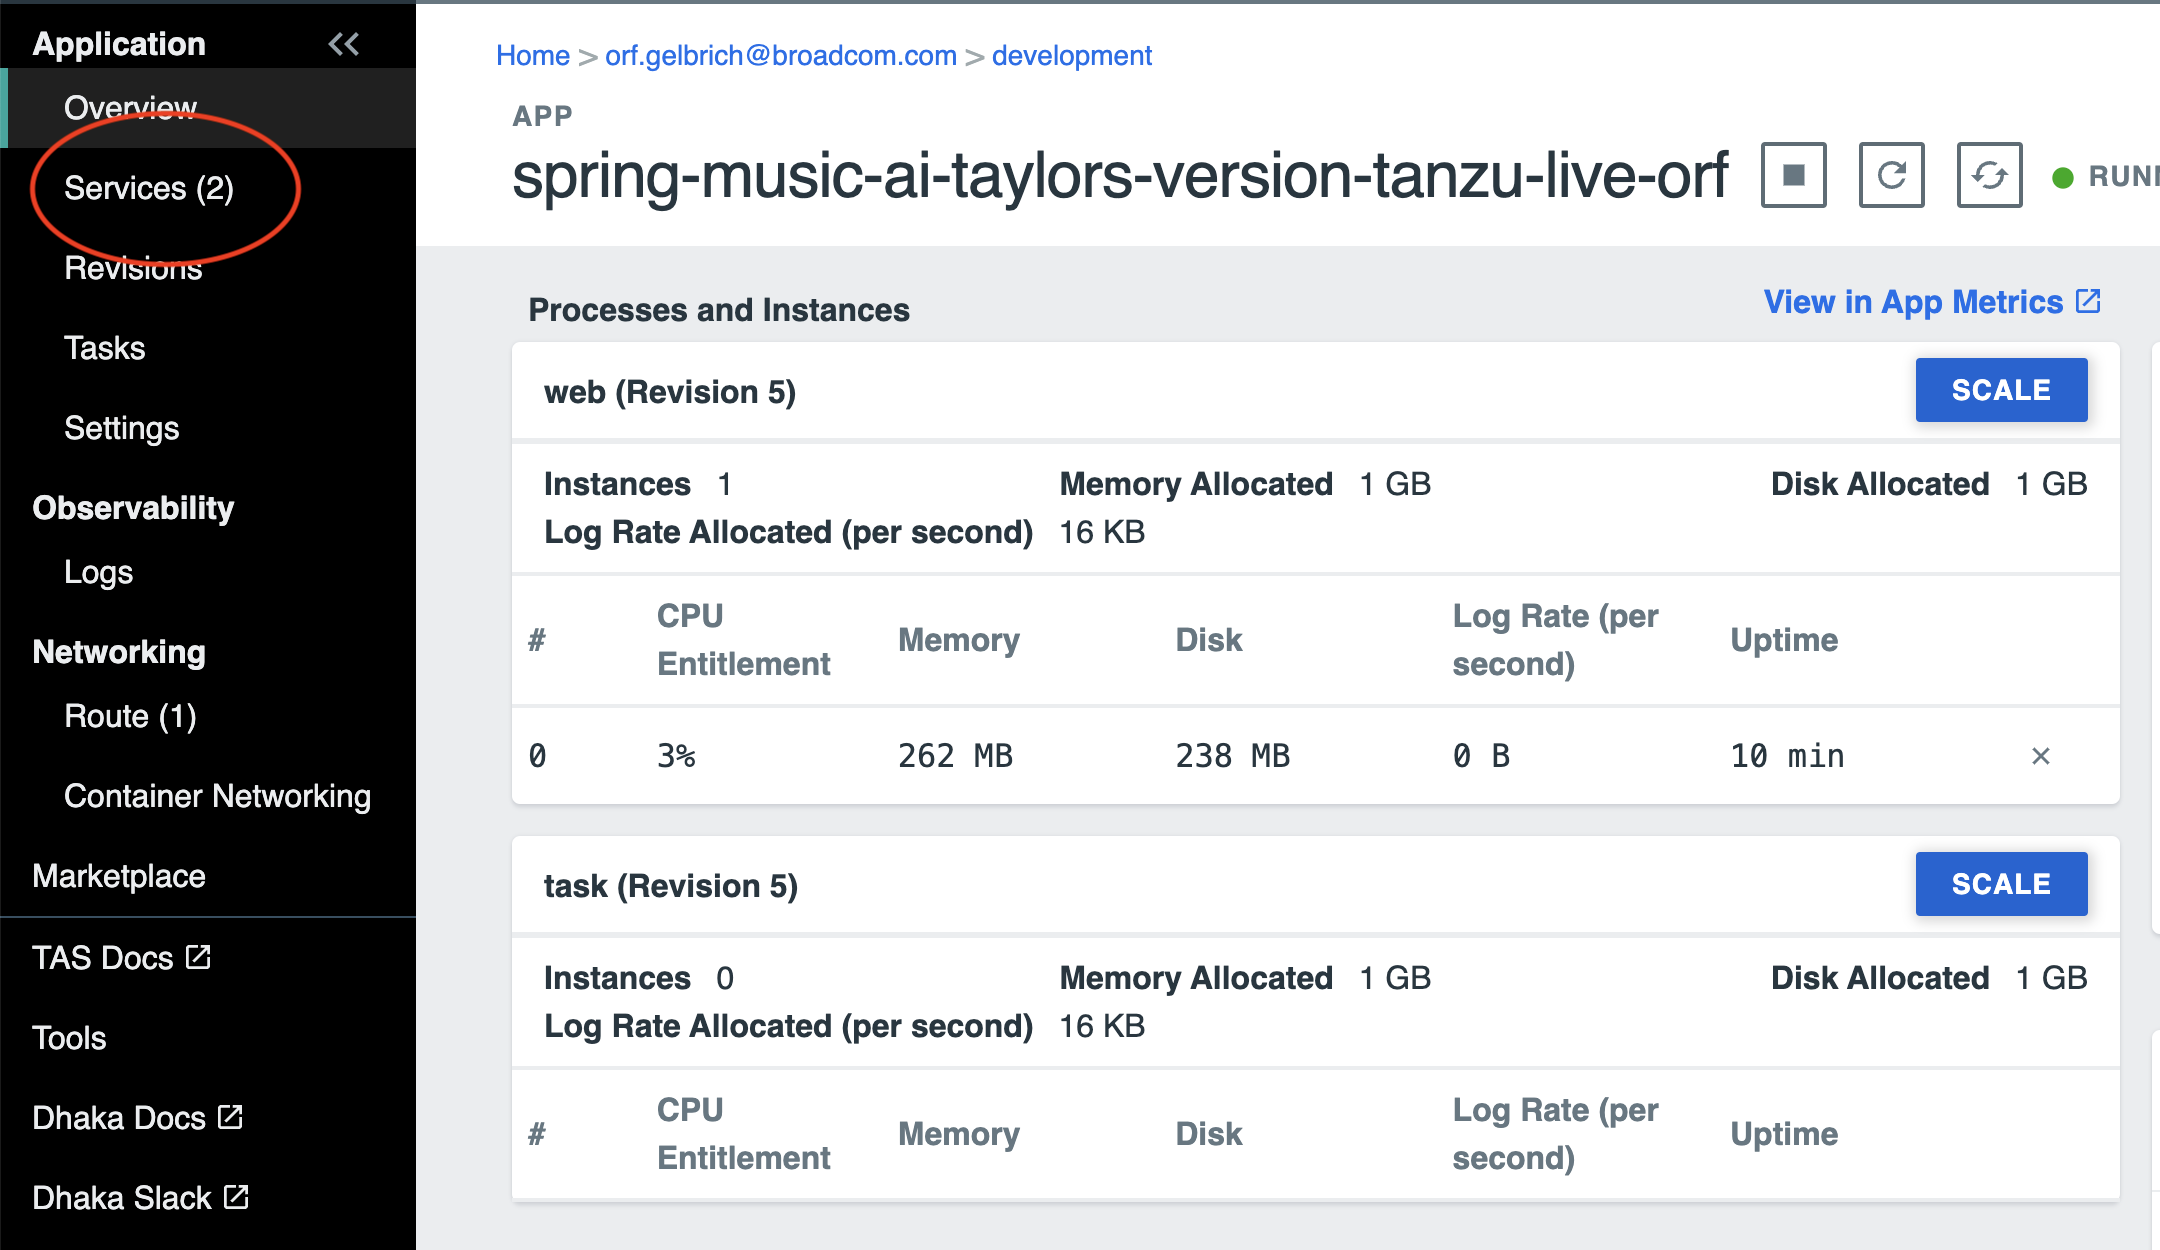 Application
Overview
Services (2)
Revisions
Tasks
Settings
Observability
Logs
Networking
Route (1)
Container Networking
Marketplace
TAS Docs
Tools
Dhaka Docs
Dhaka Slack
Home > orf.gelbrich@broadcom.com > development
APP
spring-music-ai-taylors-version-tanzu-live-orf RUNN
Processes and Instances View in App Metrics
web (Revision 5) SCALE
Instances 1 Memory Allocated 1 GB Disk Allocated 1 GB
Log Rate Allocated (per second) 16 KB
# CPU Entitlement Memory Disk Log Rate (per second) Uptime
0 3% 262 MB 238 MB 0 B 10 min ×
task (Revision 5) SCALE
Instances 0 Memory Allocated 1 GB Disk Allocated 1 GB
Log Rate Allocated (per second) 16 KB
# CPU Entitlement Memory Disk Log Rate (per second) Uptime